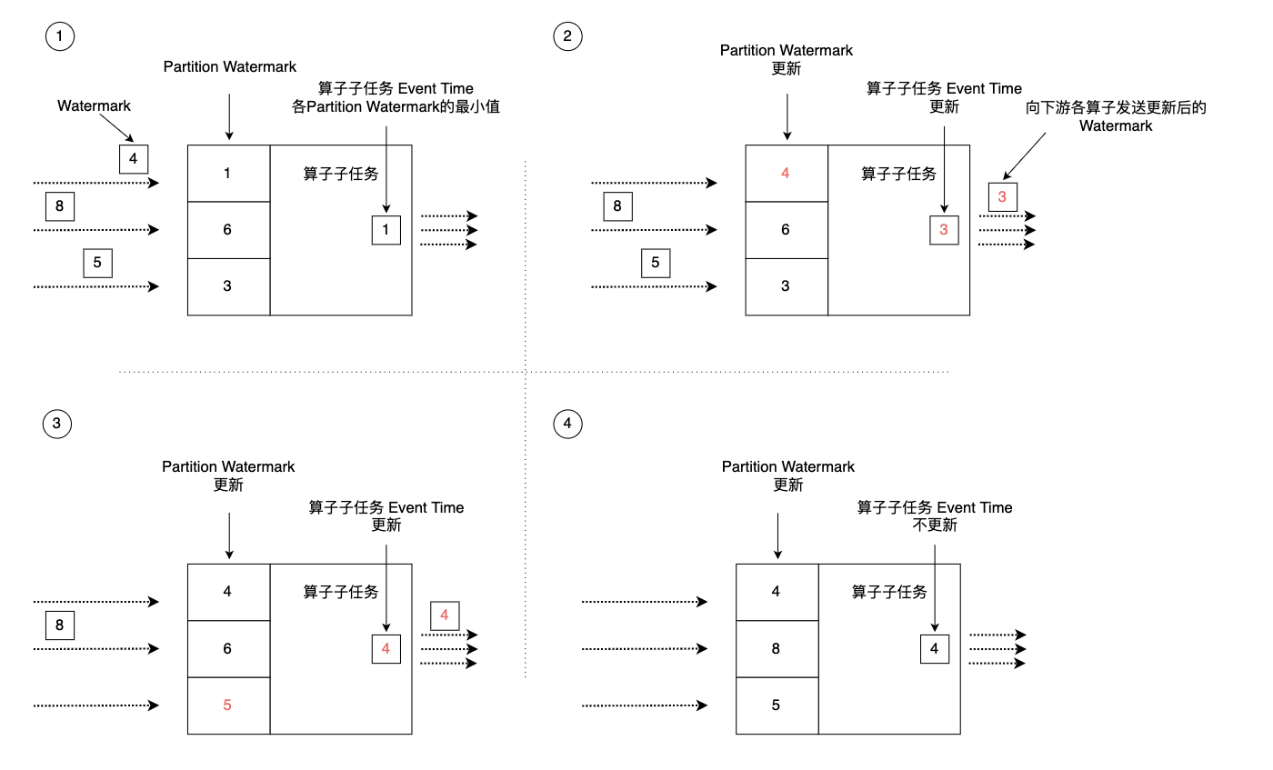 1
Partition Watermark
算子子任务 Event Time
各Partition Watermark的最小值
Watermark
4
8
5
1
6
3
算子子任务
1
2
Partition Watermark
更新
算子子任务 Event Time
更新
向下游各算子发送更新后的
Watermark
8
5
4
6
3
算子子任务
3
3
3
Partition Watermark
更新
算子子任务 Event Time
更新
8
4
6
5
算子子任务
4
4
4
Partition Watermark
更新
算子子任务 Event Time
不更新
4
8
5
算子子任务
4